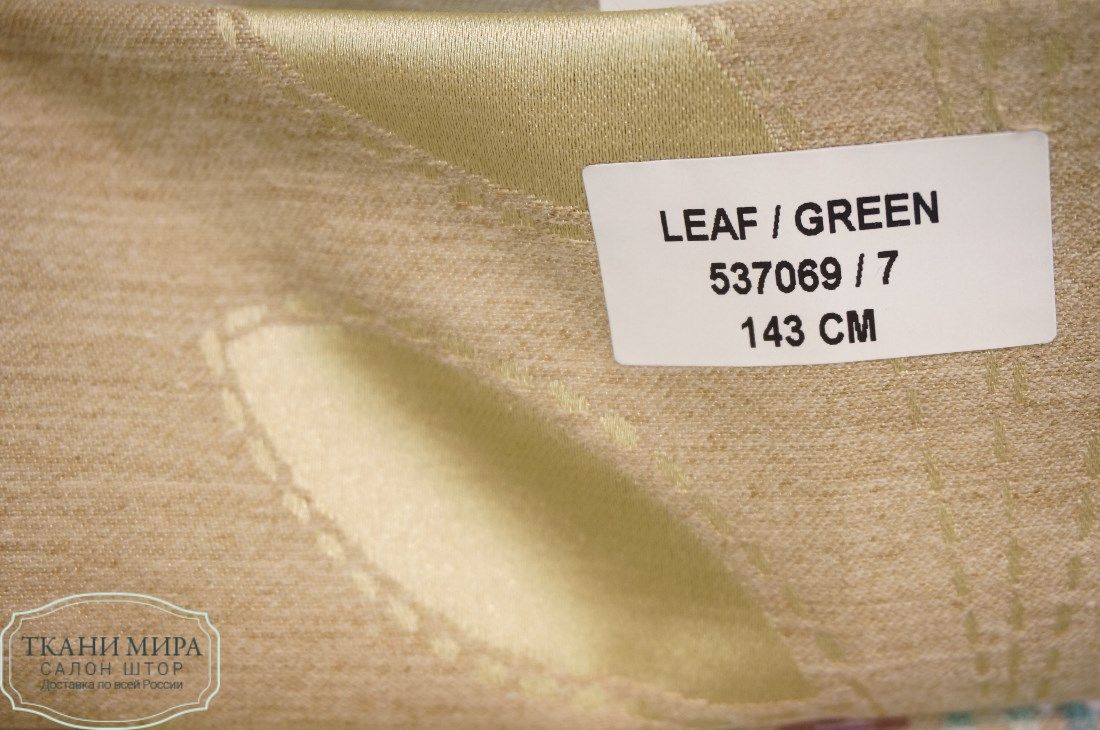 LEAF / GREEN
537069 / 7
143 CM
ТКАНИ МИРА
САЛОН ШТОР
Доставка по всей России